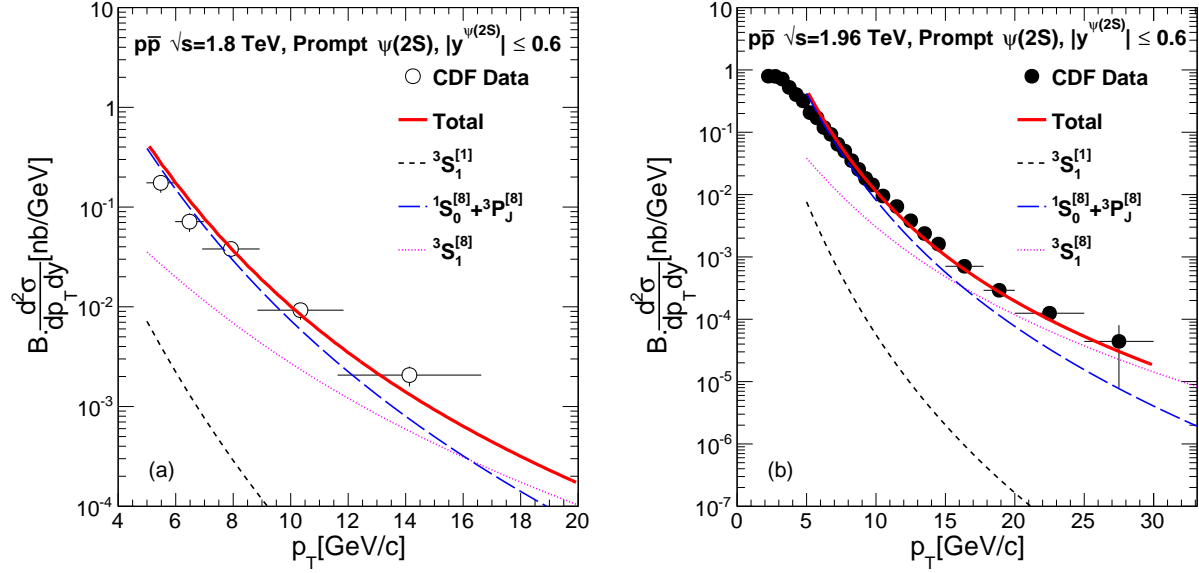 pp̅ √s=1.8 TeV, Prompt ψ(2S), |y^ψ(2S)| ≤ 0.6
CDF Data
Total
³S₁^[1]
¹S₀^[8]+³P_J^[8]
³S₁^[8]
B.d²σ/dp_Tdy[nb/GeV]
10
1
10⁻¹
10⁻²
10⁻³
10⁻⁴
(a)
4 6 8 10 12 14 16 18 20
p_T[GeV/c]
pp̅ √s=1.96 TeV, Prompt ψ(2S), |y^ψ(2S)| ≤ 0.6
CDF Data
Total
³S₁^[1]
¹S₀^[8]+³P_J^[8]
³S₁^[8]
B.d²σ/dp_Tdy[nb/GeV]
10
1
10⁻¹
10⁻²
10⁻³
10⁻⁴
10⁻⁵
10⁻⁶
10⁻⁷
(b)
0 5 10 15 20 25 30
p_T[GeV/c]